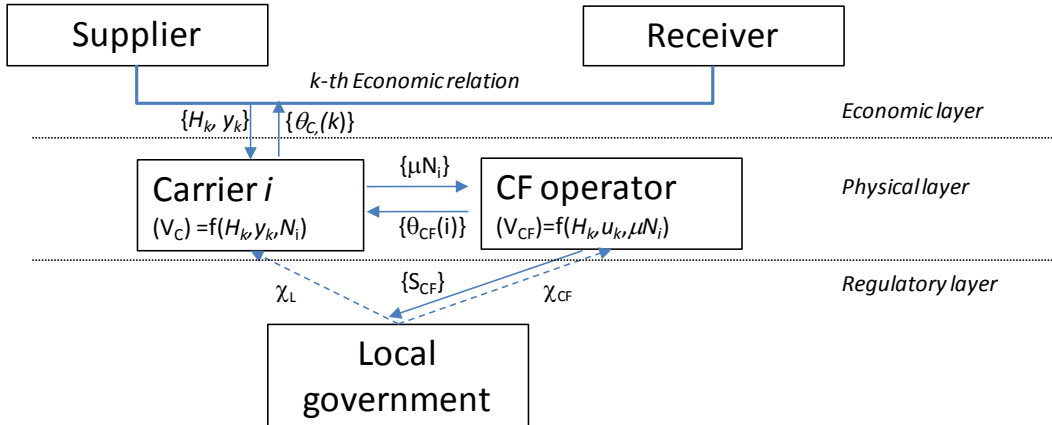 Supplier
Receiver
k-th Economic relation
{Hk, yk}
{θC,(k)}
Economic layer
{μNi}
Carrier i
(VC) =f(Hk,yk,Ni)
CF operator
(VCF)=f(Hk,uk,μNi)
Physical layer
{θCF(i)}
{SCF}
χL
χCF
Regulatory layer
Local
government